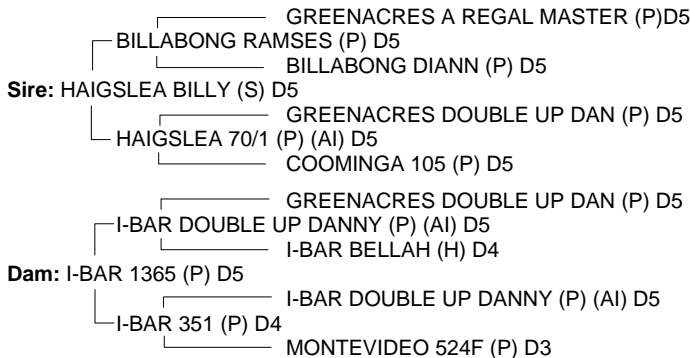 GREENACRES A REGAL MASTER (P)D5
BILLABONG RAMSES (P) D5
BILLABONG DIANN (P) D5
Sire: HAIGSLEA BILLY (S) D5
GREENACRES DOUBLE UP DAN (P) D5
HAIGSLEA 70/1 (P) (AI) D5
COOMINGA 105 (P) D5
GREENACRES DOUBLE UP DAN (P) D5
I-BAR DOUBLE UP DANNY (P) (AI) D5
I-BAR BELLAH (H) D4
Dam: I-BAR 1365 (P) D5
I-BAR DOUBLE UP DANNY (P) (AI) D5
I-BAR 351 (P) D4
MONTEVIDEO 524F (P) D3